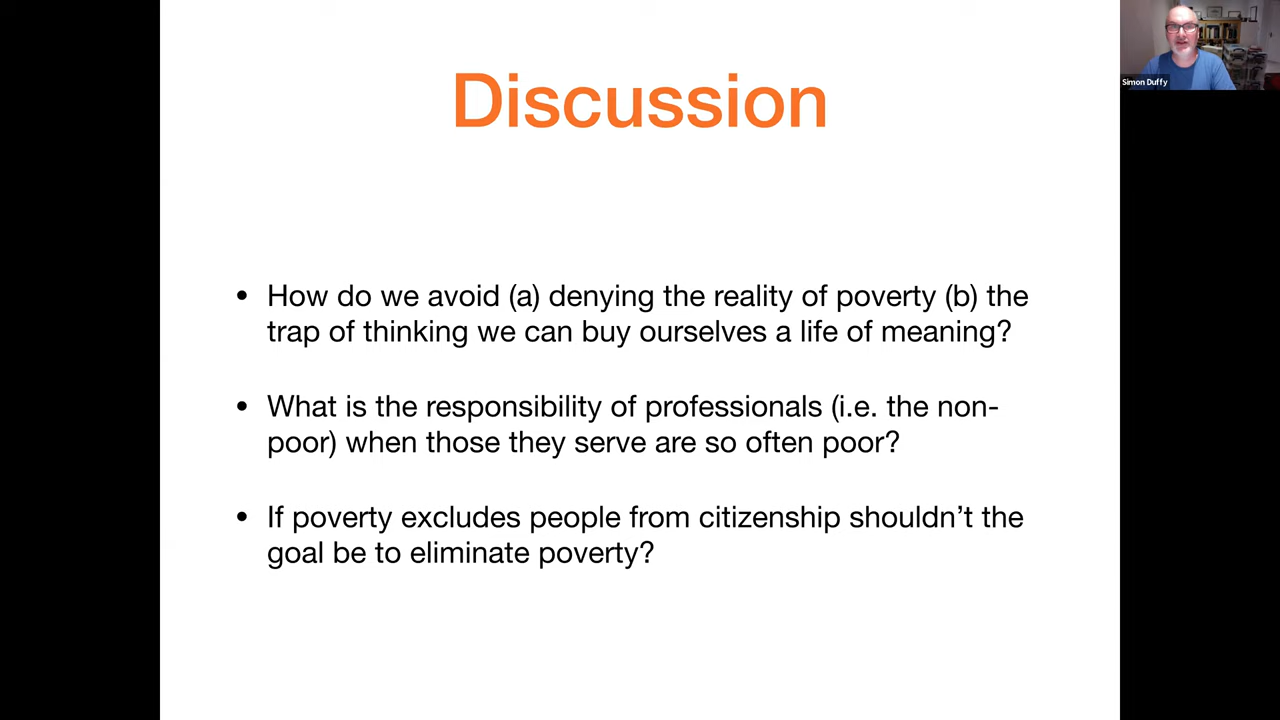 Discussion
Simon Duffy
• How do we avoid (a) denying the reality of poverty (b) the
trap of thinking we can buy ourselves a life of meaning?
• What is the responsibility of professionals (i.e. the non-
poor) when those they serve are so often poor?
• If poverty excludes people from citizenship shouldn’t the
goal be to eliminate poverty?